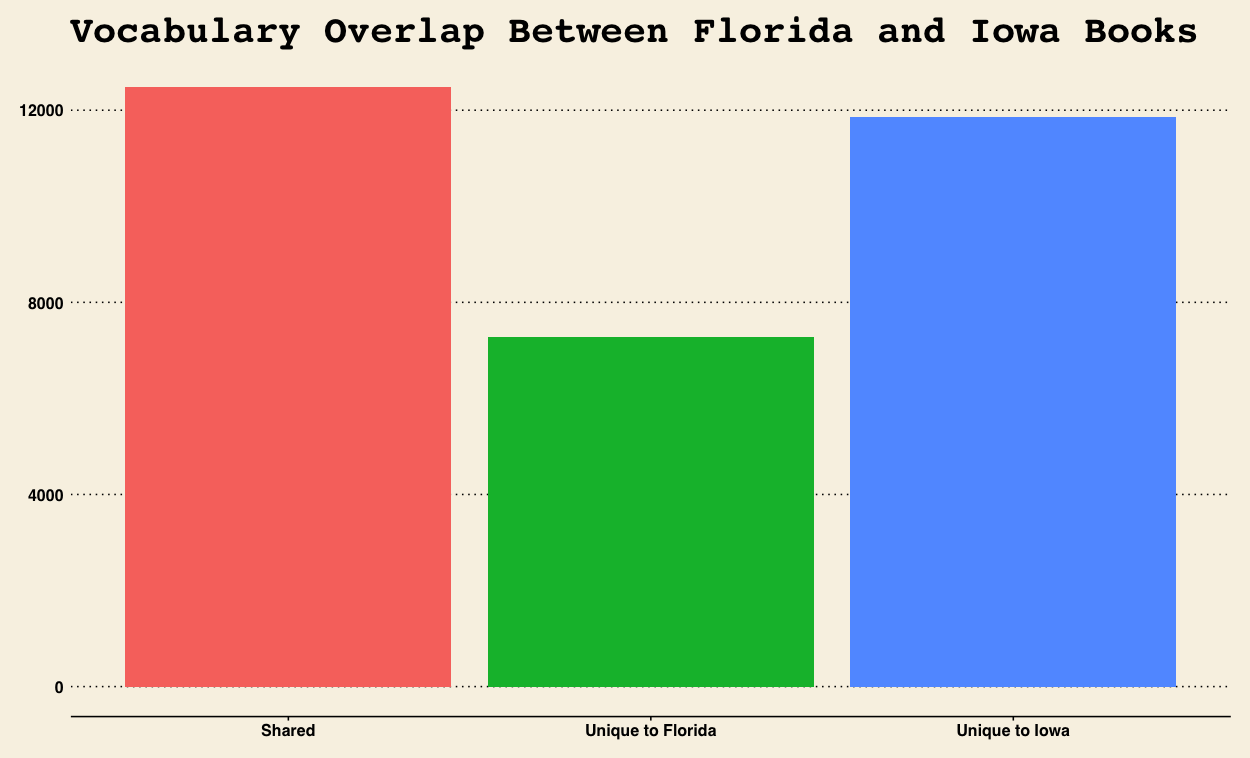 Vocabulary Overlap Between Florida and Iowa Books
12000
8000
4000
0
Shared
Unique to Florida
Unique to Iowa